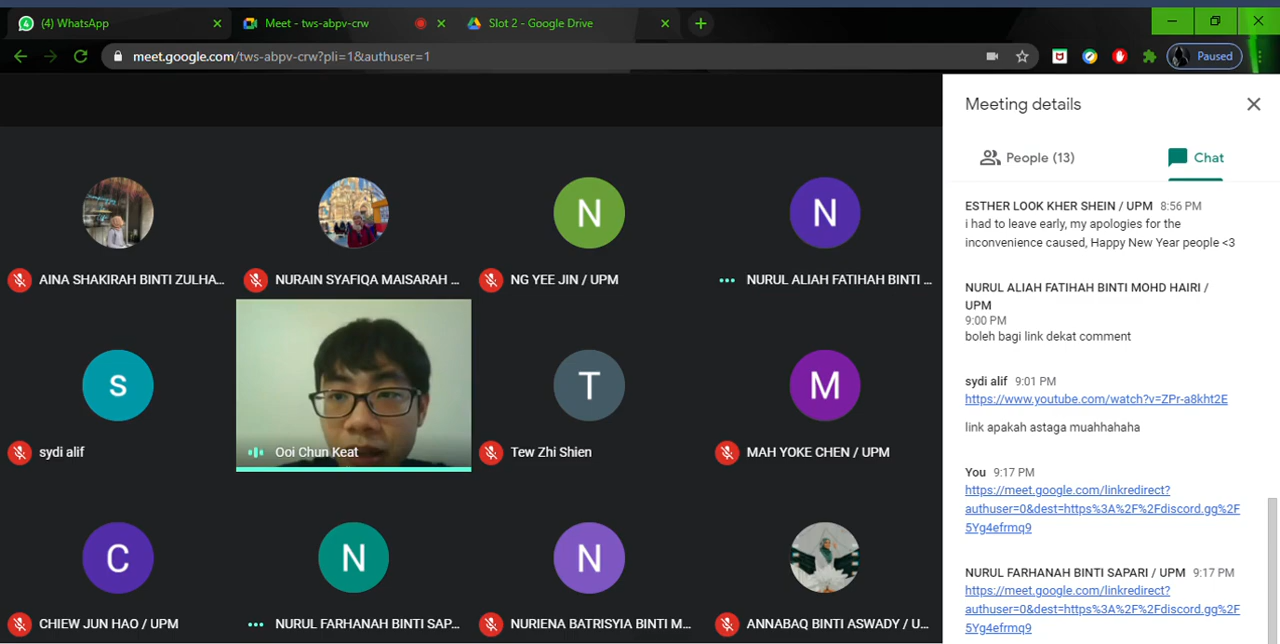 (4) WhatsApp
Meet - tws-abpv-crw
Slot 2 - Google Drive
meet.google.com/tws-abpv-crw?pli=1&authuser=1
Paused
Meeting details
People (13)
Chat
AINA SHAKIRAH BINTI ZULHA...
NURAIN SYAFIQA MAISARAH ...
N
NG YEE JIN / UPM
N
NURUL ALIAH FATIHAH BINTI ...
s
sydi alif
Ooi Chun Keat
T
Tew Zhi Shien
M
MAH YOKE CHEN / UPM
C
CHIEW JUN HAO / UPM
N
NURUL FARHANAH BINTI SAP...
N
NURIENA BATRISYIA BINTI M...
ANNABAQ BINTI ASWADY / U...
ESTHER LOOK KHER SHEIN / UPM 8:56 PM
i had to leave early, my apologies for the
inconvenience caused, Happy New Year people <3
NURUL ALIAH FATIHAH BINTI MOHD HAIRI /
UPM
9:00 PM
boleh bagi link dekat comment
sydi alif 9:01 PM
https://www.youtube.com/watch?v=ZPr-a8kht2E
link apakah astaga muahhahaha
You 9:17 PM
https://meet.google.com/linkredirect?
authuser=0&dest=https%3A%2F%2Fdiscord.gg%2F
5Yg4efrmq9
NURUL FARHANAH BINTI SAPARI / UPM 9:17 PM
https://meet.google.com/linkredirect?
authuser=0&dest=https%3A%2F%2Fdiscord.gg%2F
5Yg4efrmq9